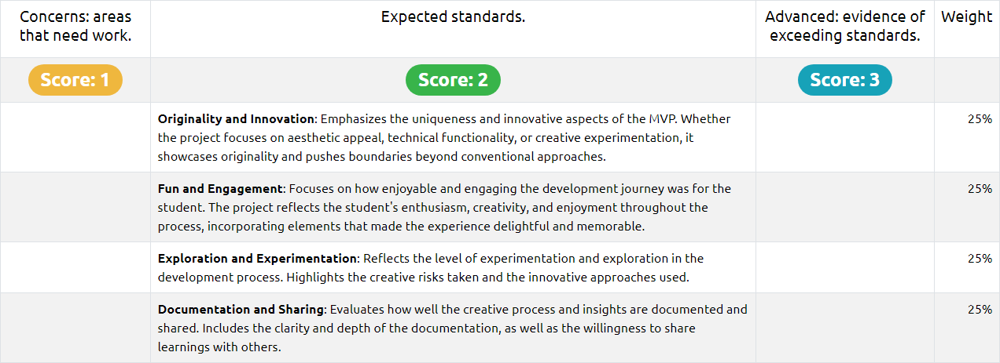 Concerns: areas that need work.
Expected standards.
Advanced: evidence of exceeding standards.
Weight
Score: 1
Score: 2
Score: 3
Originality and Innovation: Emphasizes the uniqueness and innovative aspects of the MVP. Whether
the project focuses on aesthetic appeal, technical functionality, or creative experimentation, it
showcases originality and pushes boundaries beyond conventional approaches.
25%
Fun and Engagement: Focuses on how enjoyable and engaging the development journey was for the
student. The project reflects the student's enthusiasm, creativity, and enjoyment throughout the
process, incorporating elements that made the experience delightful and memorable.
25%
Exploration and Experimentation: Reflects the level of experimentation and exploration in the
development process. Highlights the creative risks taken and the innovative approaches used.
25%
Documentation and Sharing: Evaluates how well the creative process and insights are documented and
shared. Includes the clarity and depth of the documentation, as well as the willingness to share
learnings with others.
25%